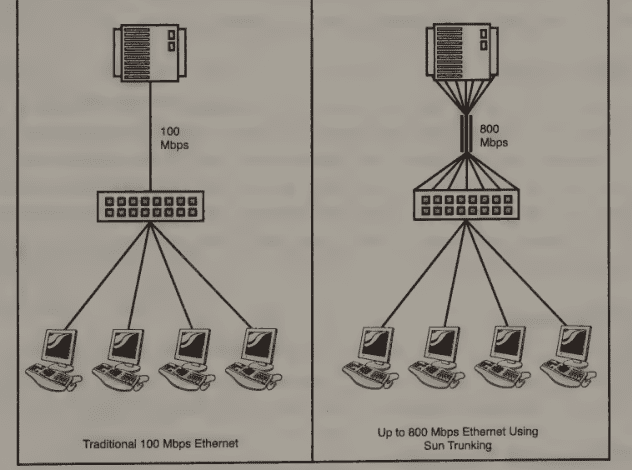 100
Mbps
800
Mbps
Traditional 100 Mbps Ethernet
Up to 800 Mbps Ethernet Using
Sun Trunking